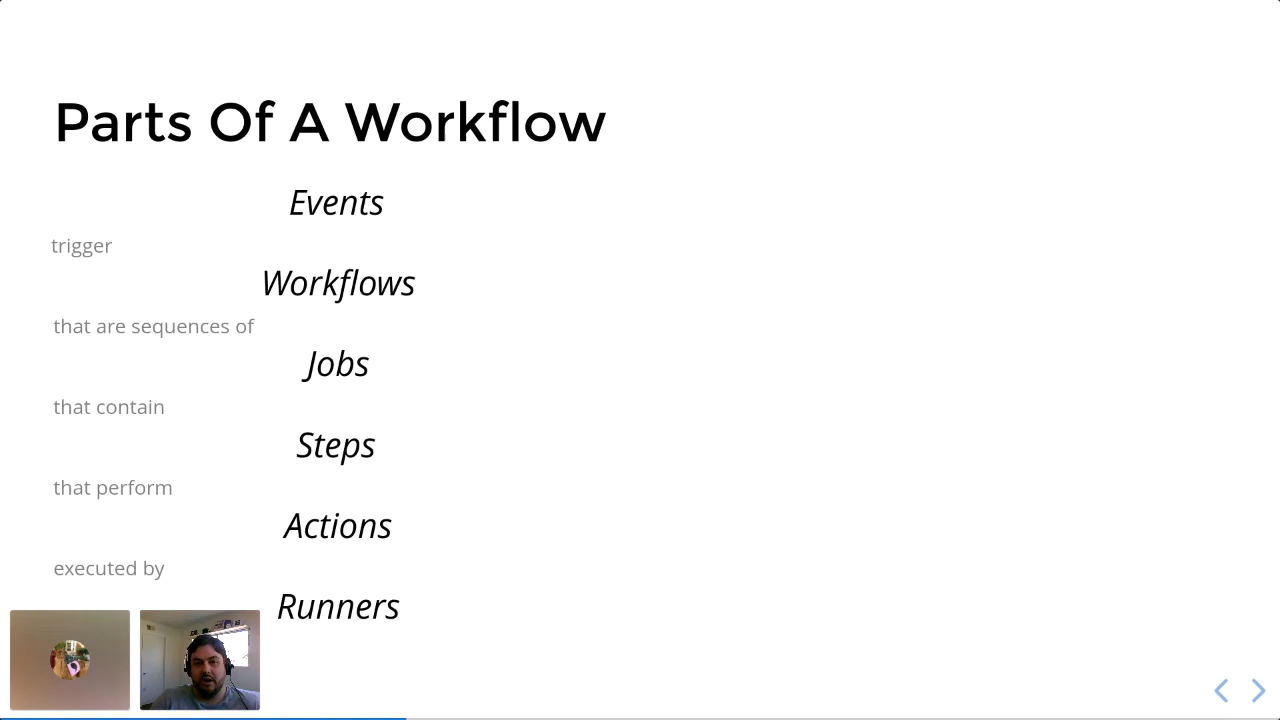 Parts Of A Workflow
Events
trigger
Workflows
that are sequences of
Jobs
that contain
Steps
that perform
Actions
executed by
Runners